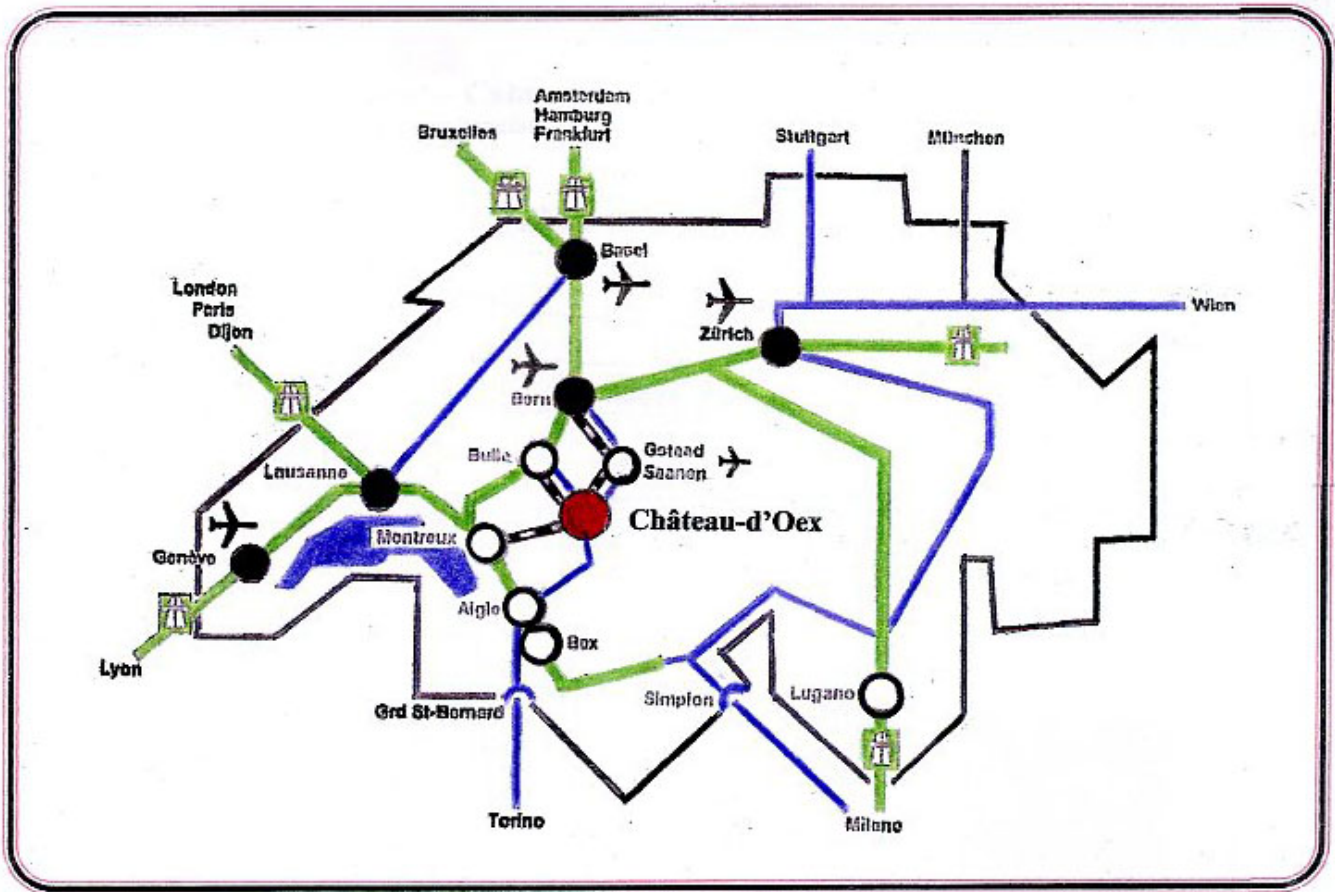 Amsterdam
Hamburg
Frankfurt
Bruxelles
Stuttgart
München
Basel
London
Paris
Dijon
Wien
Zürich
Bern
Bulle
Gstaad
Saanen
Lausanne
Château-d'Oex
Montreux
Genève
Aigle
Bex
Lyon
Grd St-Bernard
Simplon
Lugano
Torino
Milano